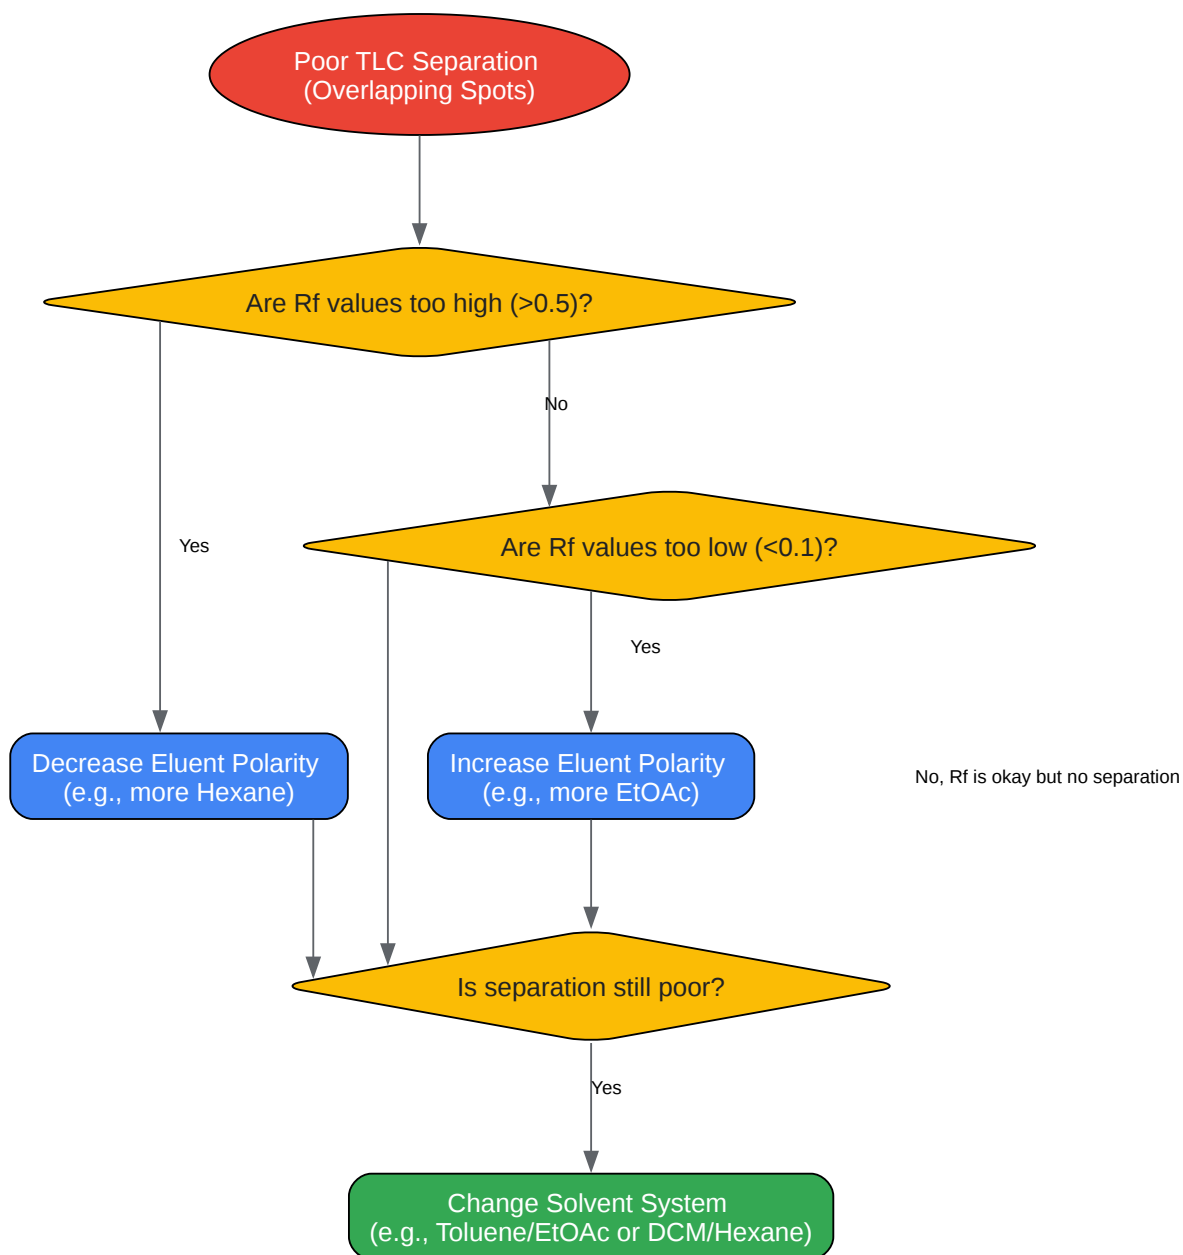 Poor TLC Separation
(Overlapping Spots)
Are Rf values too high (>0.5)?
No
Yes
Are Rf values too low (<0.1)?
Yes
Decrease Eluent Polarity
(e.g., more Hexane)
Increase Eluent Polarity
(e.g., more EtOAc)
No, Rf is okay but no separation
Is separation still poor?
Yes
Change Solvent System
(e.g., Toluene/EtOAc or DCM/Hexane)